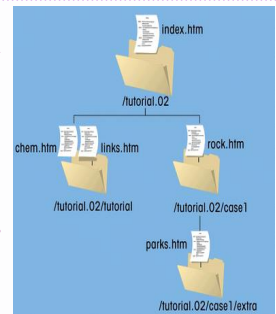 index.htm
/tutorial.02
chem.htm
links.htm
rock.htm
/tutorial.02/tutorial
/tutorial.02/case1
parks.htm
/tutorial.02/case1/extra